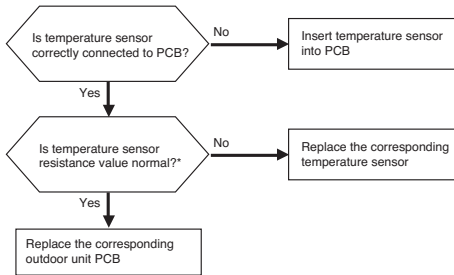 Is temperature sensor
correctly connected to PCB?
No
Insert temperature sensor
into PCB
Yes
Is temperature sensor
resistance value normal?*
No
Replace the corresponding
temperature sensor
Yes
Replace the corresponding
outdoor unit PCB